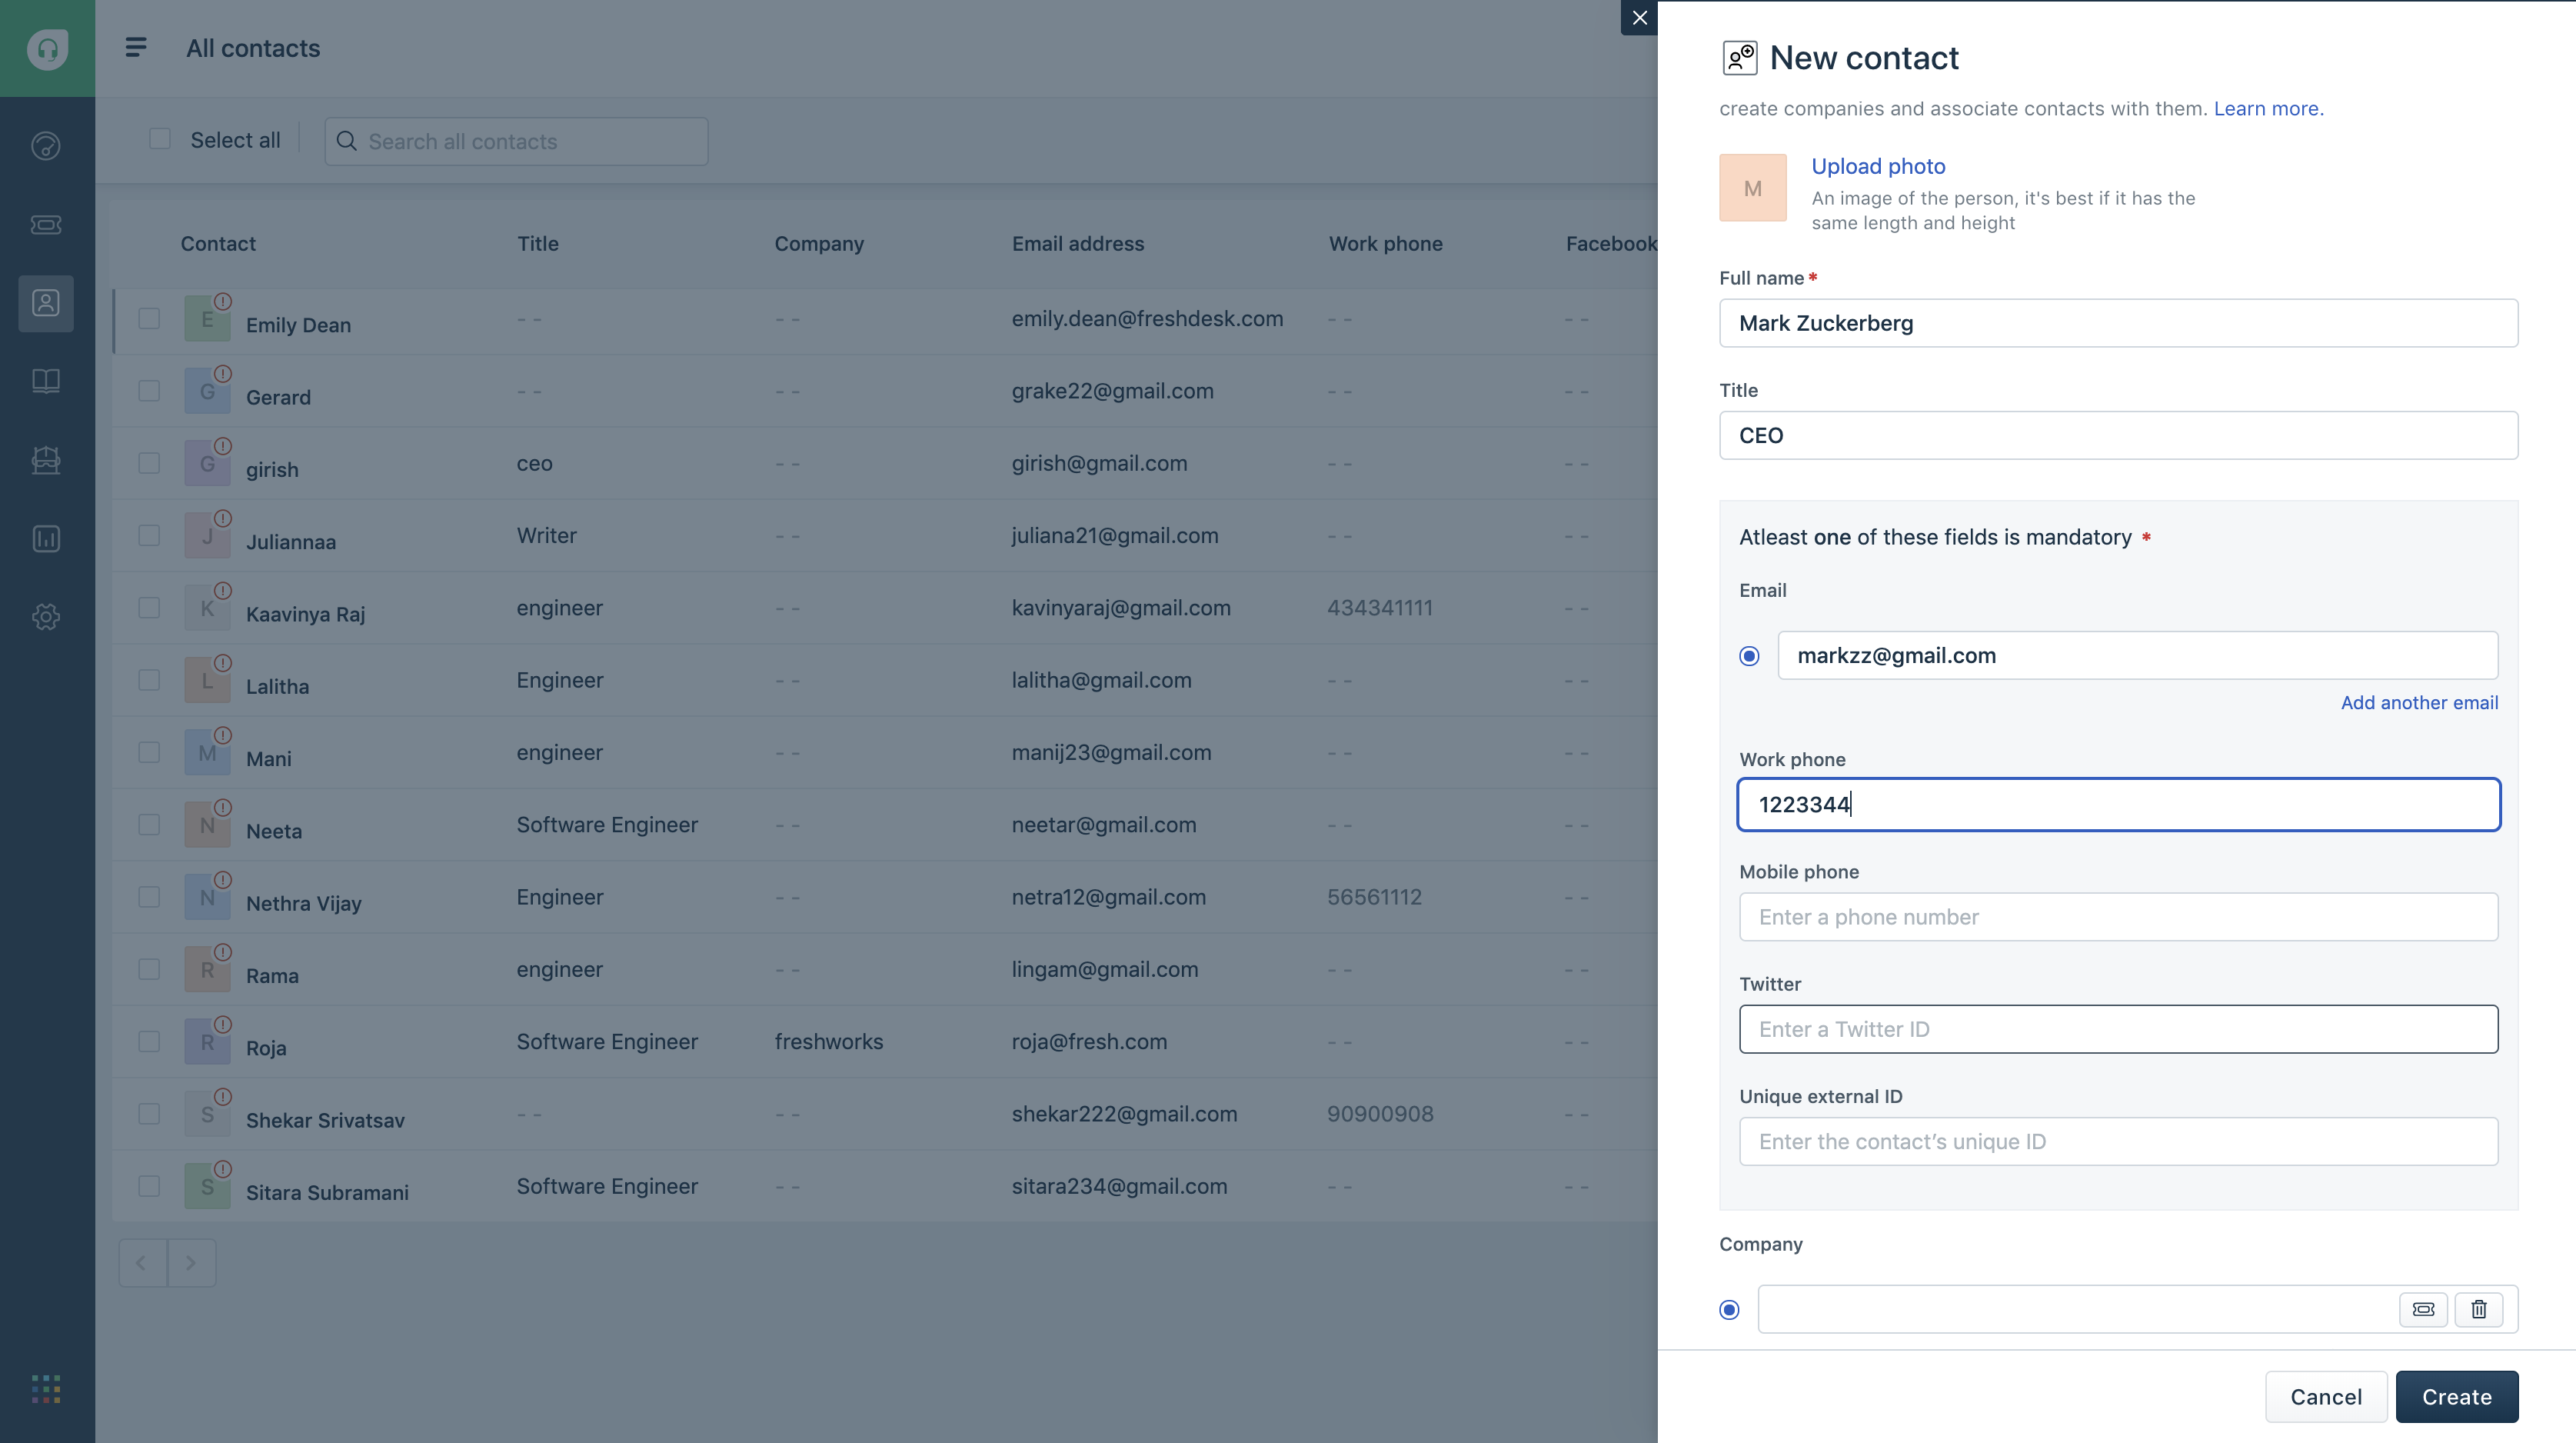 All contacts
Select all
Search all contacts
Contact Title Company Email address Work phone Facebook
E Emily Dean - - - - emily.dean@freshdesk.com - - - -
G Gerard - - - - grake22@gmail.com - - - -
G girish ceo - - girish@gmail.com - - - -
J Juliannaa Writer - - juliana21@gmail.com - - - -
K Kaavinya Raj engineer - - kavinyaraj@gmail.com 434341111 - -
L Lalitha Engineer - - lalitha@gmail.com - - - -
M Mani engineer - - manij23@gmail.com - - - -
N Neeta Software Engineer - - neetar@gmail.com - - - -
N Nethra Vijay Engineer - - netra12@gmail.com 56561112 - -
R Rama engineer - - lingam@gmail.com - - - -
R Roja Software Engineer freshworks roja@fresh.com - - - -
S Shekar Srivatsav - - - - shekar222@gmail.com 90900908 - -
S Sitara Subramani Software Engineer - - sitara234@gmail.com - - - -
New contact
create companies and associate contacts with them. Learn more.
M
Upload photo
An image of the person, it's best if it has the
same length and height
Full name *
Mark Zuckerberg
Title
CEO
Atleast one of these fields is mandatory *
Email
markzz@gmail.com
Add another email
Work phone
1223344
Mobile phone
Enter a phone number
Twitter
Enter a Twitter ID
Unique external ID
Enter the contact’s unique ID
Company
Cancel Create